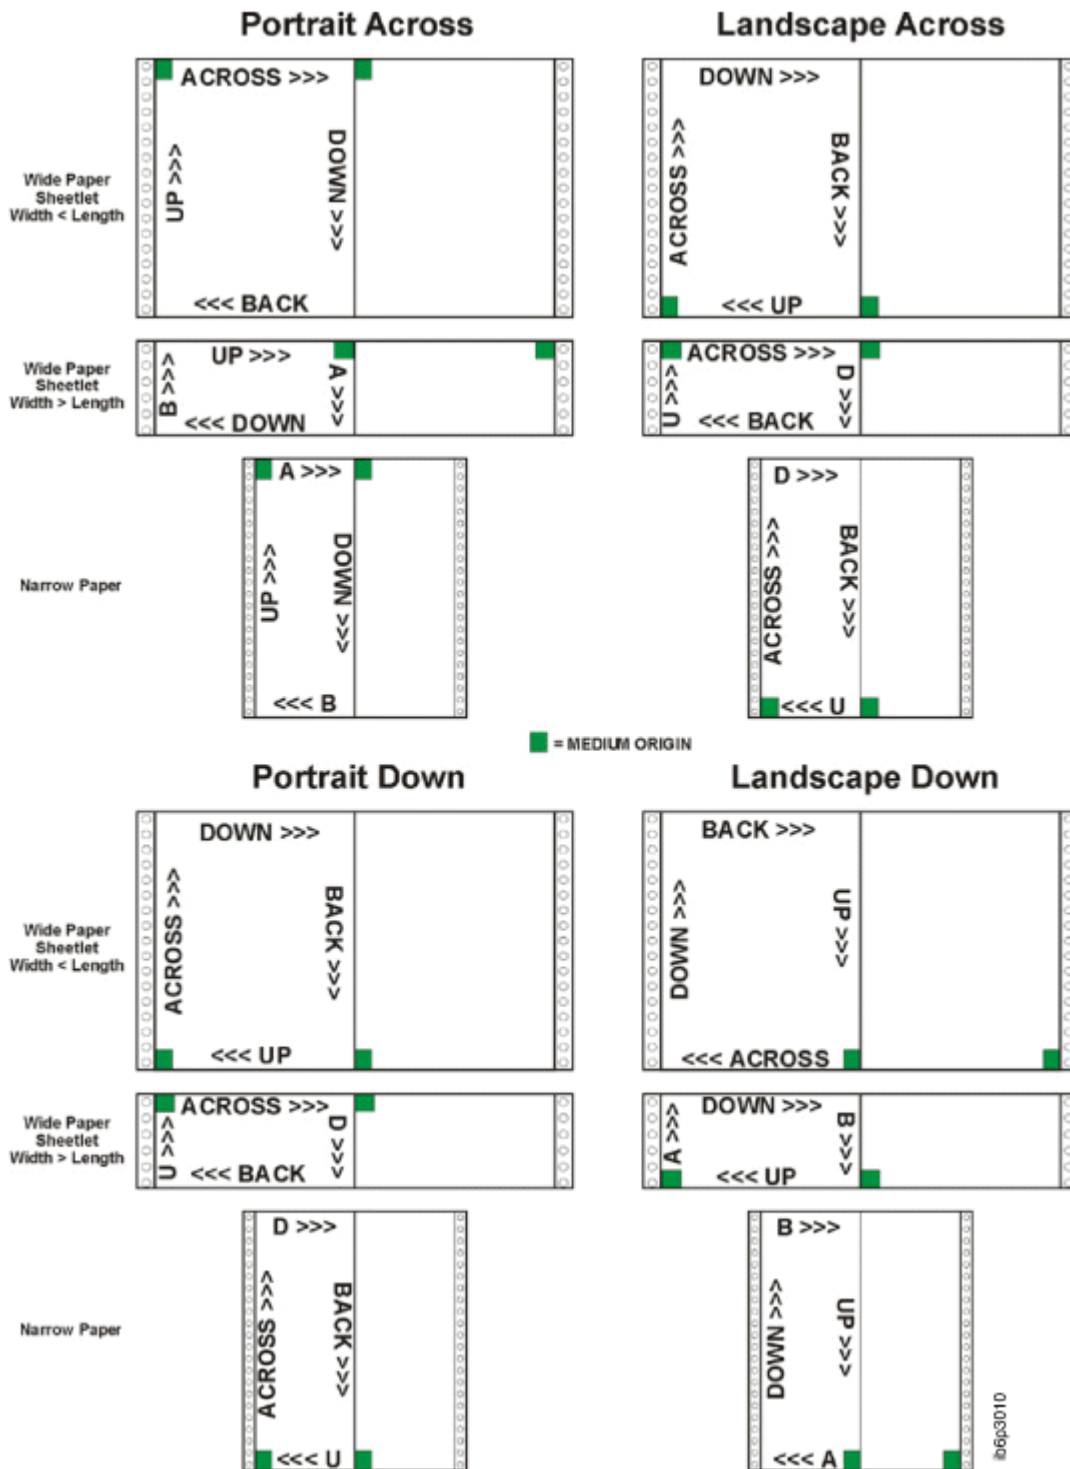 Portrait Across
Landscape Across
Wide Paper
Sheetlet
Width < Length
ACROSS >>>
UP >>>
DOWN >>>
<<< BACK
DOWN >>>
ACROSS >>>
BACK >>>
<<< UP
Wide Paper
Sheetlet
Width > Length
UP >>>
B >>>
A >>>
<<< DOWN
ACROSS >>>
U >>>
D >>>
<<< BACK
Narrow Paper
A >>>
UP >>>
DOWN >>>
<<< B
D >>>
ACROSS >>>
BACK >>>
<<< U
= MEDIUM ORIGIN
Portrait Down
Landscape Down
Wide Paper
Sheetlet
Width < Length
DOWN >>>
ACROSS >>>
BACK >>>
<<< UP
BACK >>>
DOWN >>>
UP >>>
<<< ACROSS
Wide Paper
Sheetlet
Width > Length
ACROSS >>>
U >>>
D >>>
<<< BACK
DOWN >>>
A >>>
B >>>
<<< UP
Narrow Paper
D >>>
ACROSS >>>
BACK >>>
<<< U
B >>>
DOWN >>>
UP >>>
<<< A
ib6p3010